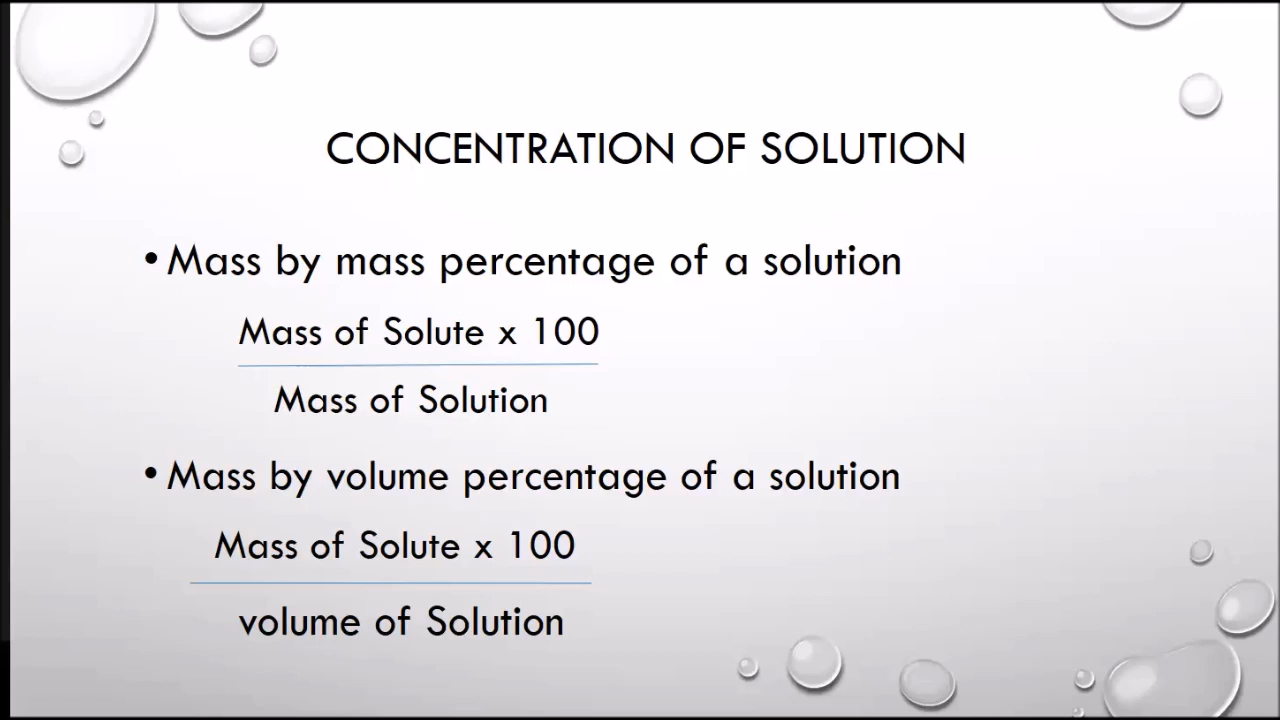 CONCENTRATION OF SOLUTION
• Mass by mass percentage of a solution
Mass of Solute x 100
Mass of Solution
• Mass by volume percentage of a solution
Mass of Solute x 100
volume of Solution